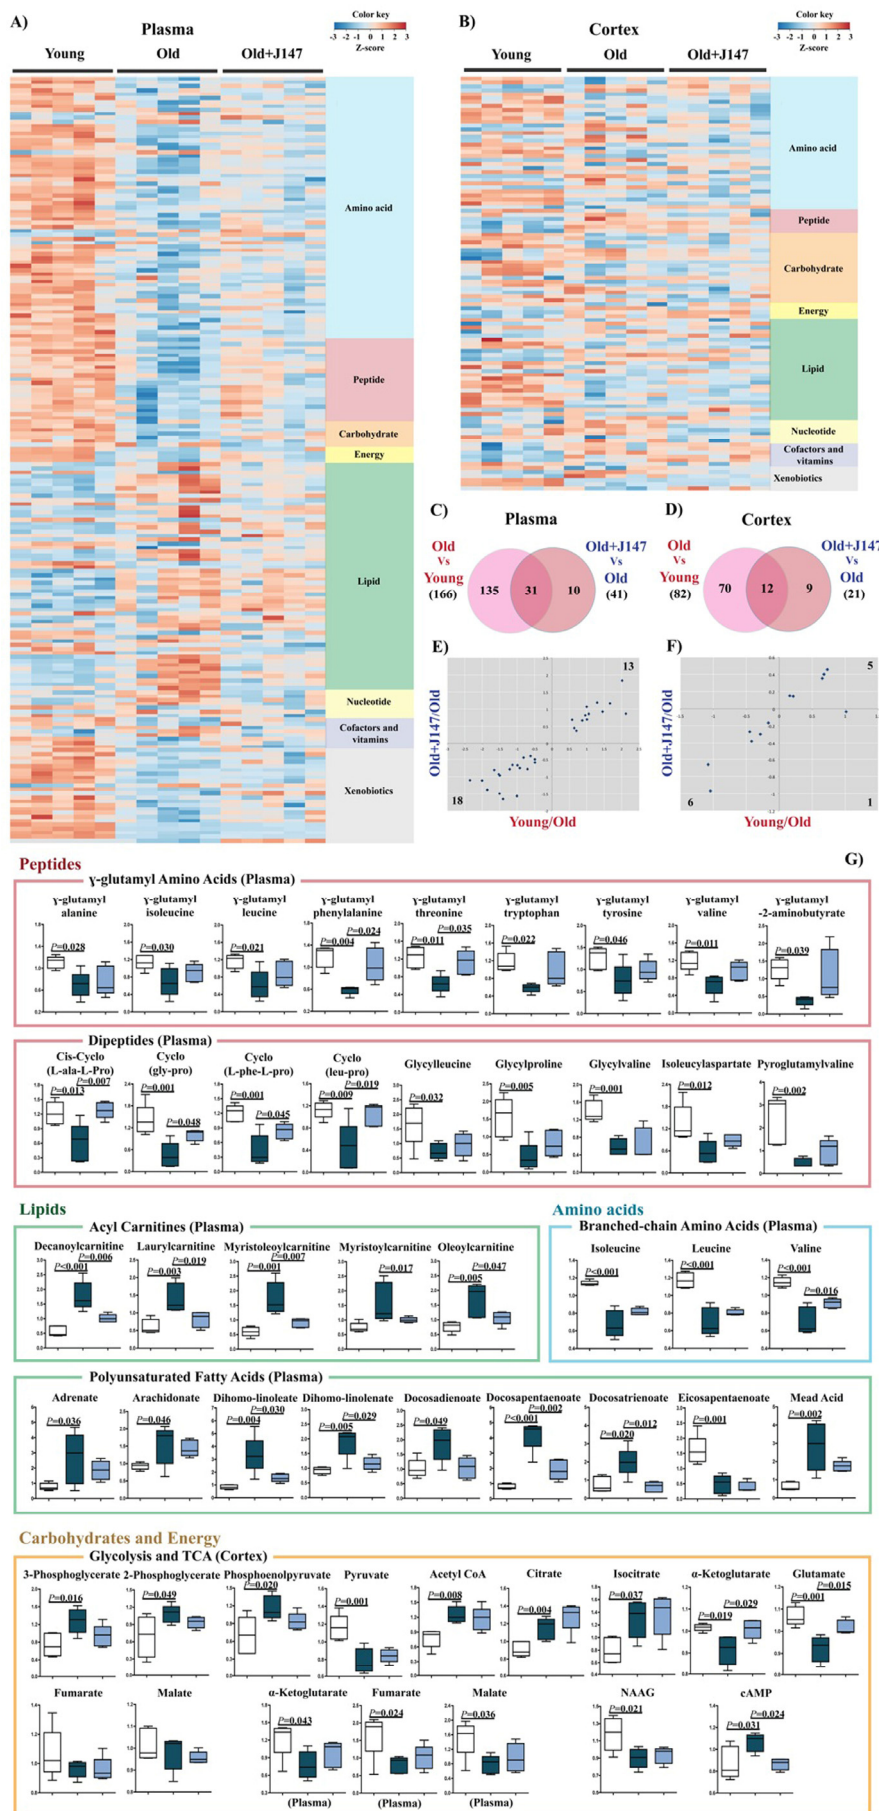 A)
Plasma
Color key
-3 -1 0 1 3
Z-score
Young
Old
Old+J147
Amino acid
Peptide
Carbohydrate
Energy
Lipid
Nucleotide
Cofactors and
vitamins
Xenobiotics
B)
Cortex
Color key
-3 -1 0 1 3
Z-score
Young
Old
Old+J147
Amino acid
Peptide
Carbohydrate
Energy
Lipid
Nucleotide
Cofactors and
vitamins
Xenobiotics
C)
Plasma
Old
Vs
Young
(166)
135
31
10
Old+J147
Vs
Old
(41)
D)
Cortex
Old
Vs
Young
(82)
70
12
9
Old+J147
Vs
Old
(21)
E)
Old+J147/Old
13
18
Young/Old
F)
Old+J147/Old
5
6
1
Young/Old
G)
Peptides
ɣ-glutamyl Amino Acids (Plasma)
ɣ-glutamyl
alanine
P=0.028
ɣ-glutamyl
isoleucine
P=0.030
ɣ-glutamyl
leucine
P=0.021
ɣ-glutamyl
phenylalanine
P=0.024
P=0.004
ɣ-glutamyl
threonine
P=0.035
P=0.011
ɣ-glutamyl
tryptophan
P=0.022
ɣ-glutamyl
tyrosine
P=0.046
ɣ-glutamyl
valine
P=0.011
ɣ-glutamyl
-2-aminobutyrate
P=0.039
Dipeptides (Plasma)
Cis-Cyclo
(L-ala-L-Pro)
P=0.007
P=0.013
Cyclo
(gly-pro)
P=0.001
P=0.048
Cyclo
(L-phe-L-pro)
P=0.001
P=0.045
Cyclo
(leu-pro)
P=0.019
P=0.009
Glycylleucine
P=0.032
Glycylproline
P=0.005
Glycylvaline
P=0.001
Isoleucylaspartate
P=0.012
Pyroglutamylvaline
P=0.002
Lipids
Acyl Carnitines (Plasma)
Decanoylcarnitine
P=0.006
P<0.001
Laurylcarnitine
P=0.019
P=0.003
Myristoleoylcarnitine
P=0.007
P=0.001
Myristoylcarnitine
P=0.017
Oleoylcarnitine
P=0.047
P=0.005
Amino acids
Branched-chain Amino Acids (Plasma)
Isoleucine
P<0.001
Leucine
P<0.001
Valine
P<0.001
P=0.016
Polyunsaturated Fatty Acids (Plasma)
Adrenate
P=0.036
Arachidonate
P=0.046
Dihomo-linoleate
P=0.030
P=0.004
Dihomo-linolenate
P=0.029
P=0.005
Docosadienoate
P=0.049
Docosapentaenoate
P=0.002
P<0.001
Docosatrienoate
P=0.012
P=0.020
Eicosapentaenoate
P=0.001
Mead Acid
P=0.002
Carbohydrates and Energy
Glycolysis and TCA (Cortex)
3-Phosphoglycerate
P=0.016
2-Phosphoglycerate
P=0.049
Phosphoenolpyruvate
P=0.020
Pyruvate
P=0.001
Acetyl CoA
P=0.008
Citrate
P=0.004
Isocitrate
P=0.037
α-Ketoglutarate
P=0.029
P=0.019
Glutamate
P=0.015
P=0.001
Fumarate
Malate
α-Ketoglutarate
P=0.043
(Plasma)
Fumarate
P=0.024
(Plasma)
Malate
P=0.036
(Plasma)
NAAG
P=0.021
cAMP
P=0.024
P=0.031